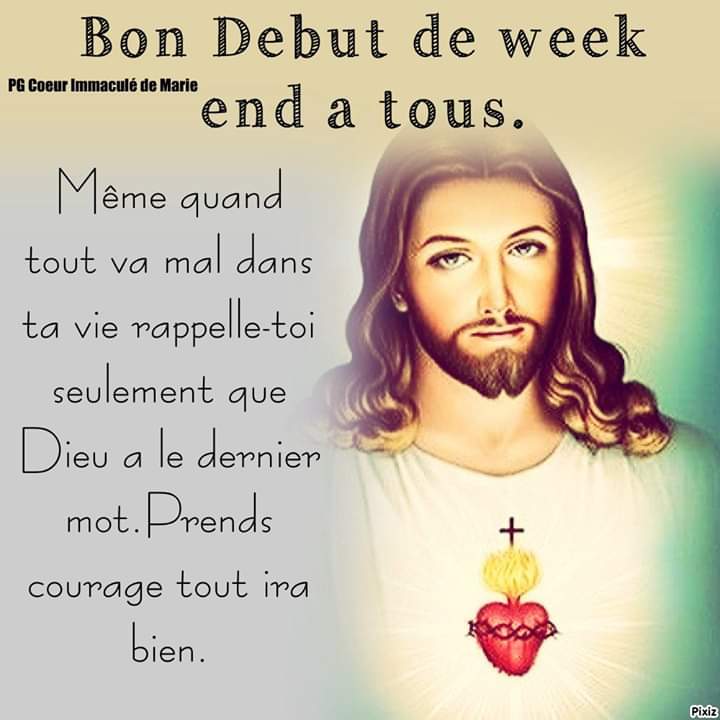 Bon Debut de week
PG Coeur Immaculé de Marie
end a tous.
Même quand
tout va mal dans
ta vie rappelle-toi
seulement que
Dieu a le dernier
mot.Prends
courage tout ira
bien.
Pixiz